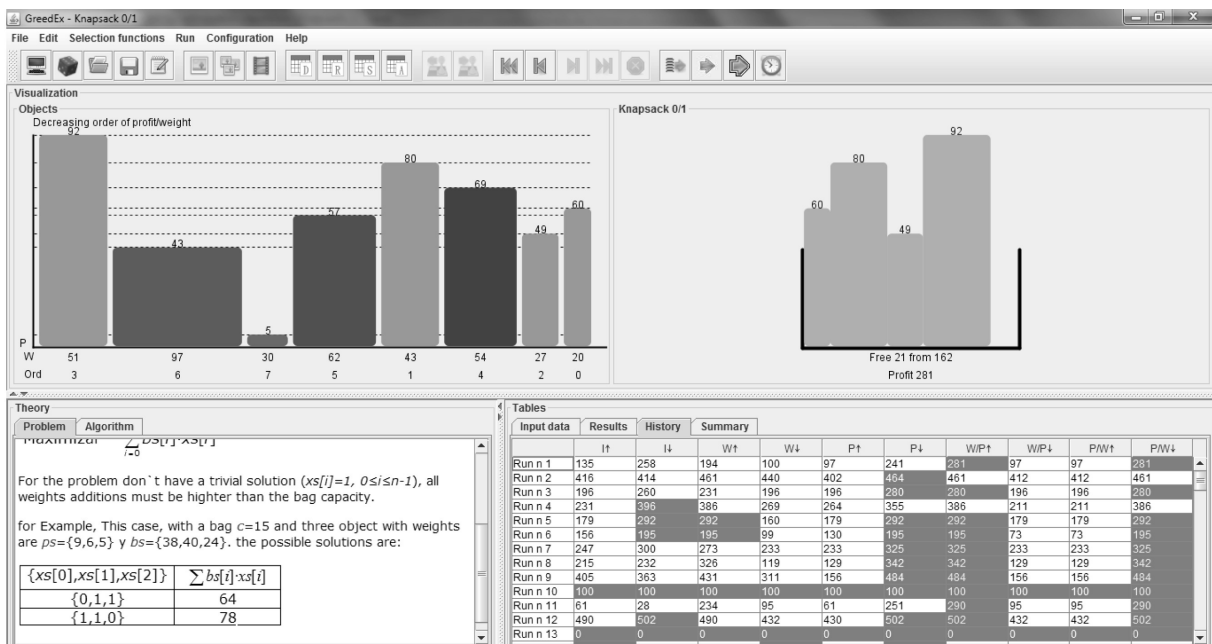 GreedEx - Knapsack 0/1
File Edit Selection functions Run Configuration Help
D R S A
Visualization
Objects
Decreasing order of profit/weight
92
43
5
57
80
69
49
60
P
W 51 97 30 62 43 54 27 20
Ord 3 6 7 5 1 4 2 0
Knapsack 0/1
60
80
49
92
Free 21 from 162
Profit 281
Theory
Problem Algorithm
Maximizar ∑ bs[i]·xs[i]
i=0
For the problem don`t have a trivial solution (xs[i]=1, 0≤i≤n-1), all
weights additions must be highter than the bag capacity.
for Example, This case, with a bag c=15 and three object with weights
are ps={9,6,5} y bs={38,40,24}. the possible solutions are:
{xs[0],xs[1],xs[2]} ∑bs[i]·xs[i]
{0,1,1} 64
{1,1,0} 78
Tables
Input data Results History Summary
I↑ I↓ W↑ W↓ P↑ P↓ W/P↑ W/P↓ P/W↑ P/W↓
Run n 1 135 258 194 100 97 241 281 97 97 281
Run n 2 416 414 461 440 402 464 461 412 412 461
Run n 3 196 260 231 196 196 280 280 196 196 280
Run n 4 231 396 386 269 264 355 386 211 211 386
Run n 5 179 292 292 160 179 292 292 179 179 292
Run n 6 156 195 195 99 130 195 195 73 73 195
Run n 7 247 300 273 233 233 325 325 233 233 325
Run n 8 215 232 326 119 129 342 342 129 129 342
Run n 9 405 363 431 311 156 484 484 156 156 484
Run n 10 100 100 100 100 100 100 100 100 100 100
Run n 11 61 28 234 95 61 251 290 95 95 290
Run n 12 490 502 490 432 430 502 502 432 432 502
Run n 13 0 0 0 0 0 0 0 0 0 0